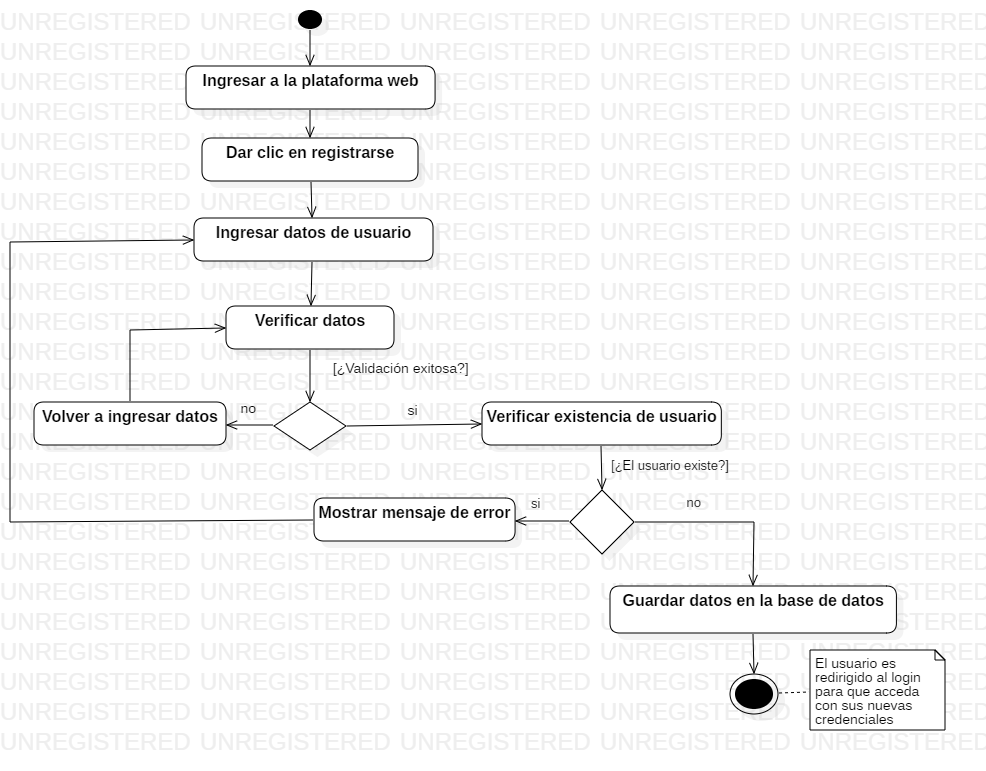 Ingresar a la plataforma web
Dar clic en registrarse
Ingresar datos de usuario
Verificar datos
[¿Validación exitosa?]
no
si
Volver a ingresar datos
Verificar existencia de usuario
[¿El usuario existe?]
si
no
Mostrar mensaje de error
Guardar datos en la base de datos
El usuario es
redirigido al login
para que acceda
con sus nuevas
credenciales
UNREGISTERED